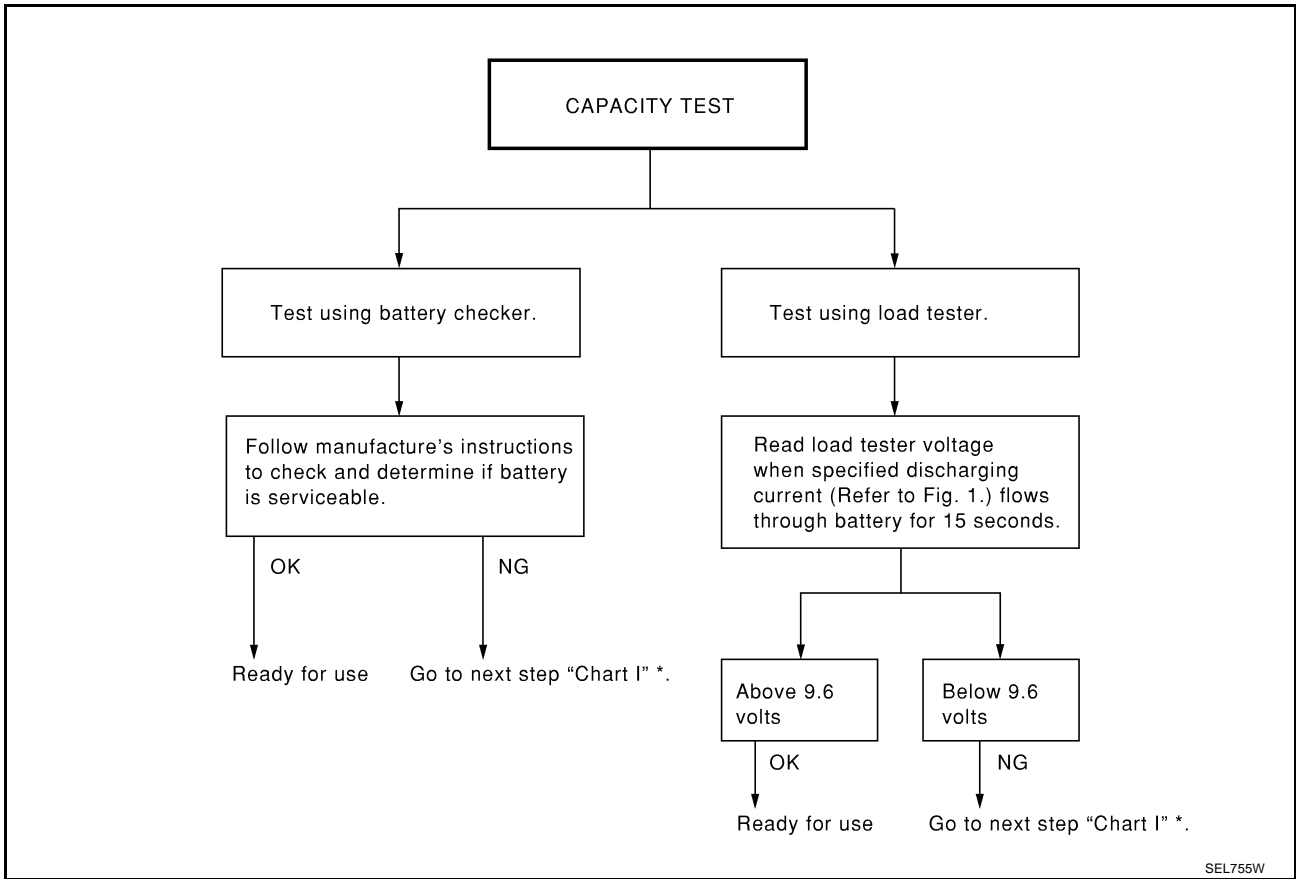 CAPACITY TEST
Test using battery checker.
Test using load tester.
Follow manufacture’s instructions
to check and determine if battery
is serviceable.
Read load tester voltage
when specified discharging
current (Refer to Fig. 1.) flows
through battery for 15 seconds.
OK
NG
Ready for use
Go to next step “Chart I” *.
Above 9.6
volts
Below 9.6
volts
OK
NG
Ready for use
Go to next step “Chart I” *.
SEL755W